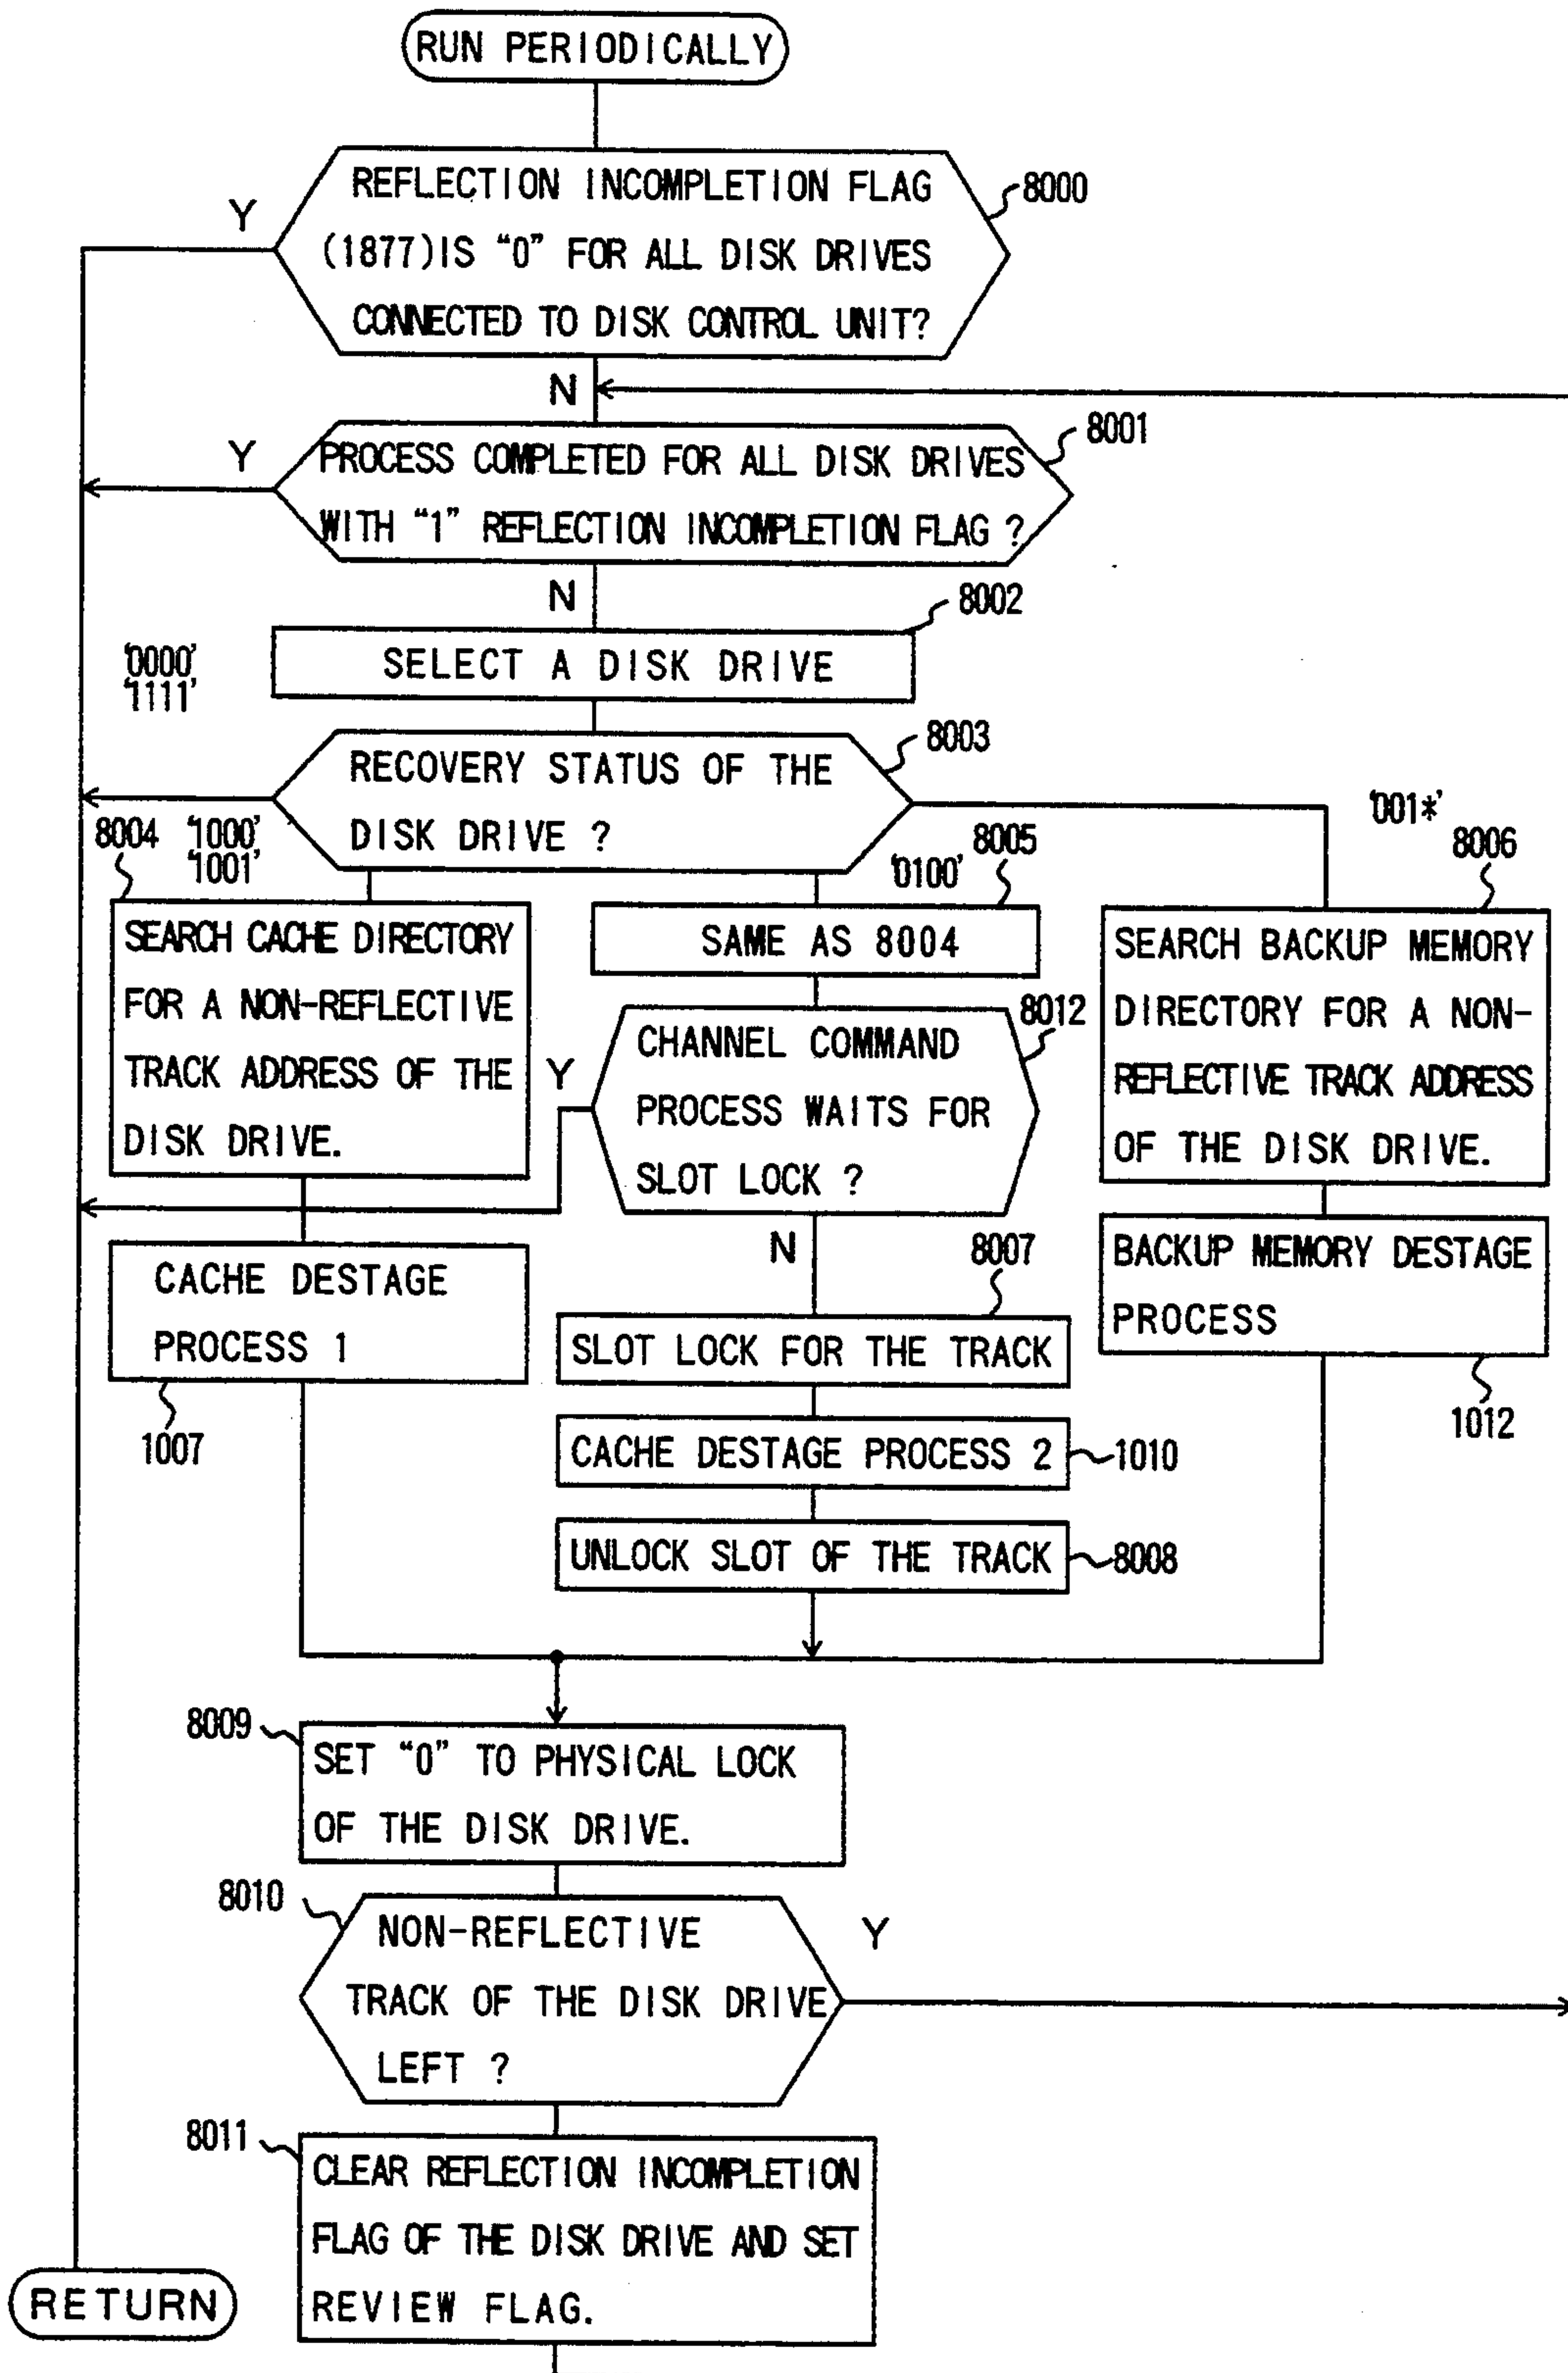 RUN PERIODICALLY
REFLECTION INCOMPLETION FLAG
(1877) IS "0" FOR ALL DISK DRIVES
CONNECTED TO DISK CONTROL UNIT?
8000
Y
N
PROCESS COMPLETED FOR ALL DISK DRIVES
WITH "1" REFLECTION INCOMPLETION FLAG ?
8001
Y
N
8002
SELECT A DISK DRIVE
'0000'
'1111'
8003
RECOVERY STATUS OF THE
DISK DRIVE ?
8004
'1000'
'1001'
'0100'
8005
'001*'
8006
SEARCH CACHE DIRECTORY
FOR A NON-REFLECTIVE
TRACK ADDRESS OF THE
DISK DRIVE.
SAME AS 8004
SEARCH BACKUP MEMORY
DIRECTORY FOR A NON-
REFLECTIVE TRACK ADDRESS
OF THE DISK DRIVE.
8012
CHANNEL COMMAND
PROCESS WAITS FOR
SLOT LOCK ?
Y
N
CACHE DESTAGE
PROCESS 1
1007
8007
SLOT LOCK FOR THE TRACK
BACKUP MEMORY DESTAGE
PROCESS
1012
CACHE DESTAGE PROCESS 2
1010
UNLOCK SLOT OF THE TRACK
8008
8009
SET "0" TO PHYSICAL LOCK
OF THE DISK DRIVE.
8010
NON-REFLECTIVE
TRACK OF THE DISK DRIVE
LEFT ?
Y
8011
CLEAR REFLECTION INCOMPLETION
FLAG OF THE DISK DRIVE AND SET
REVIEW FLAG.
RETURN